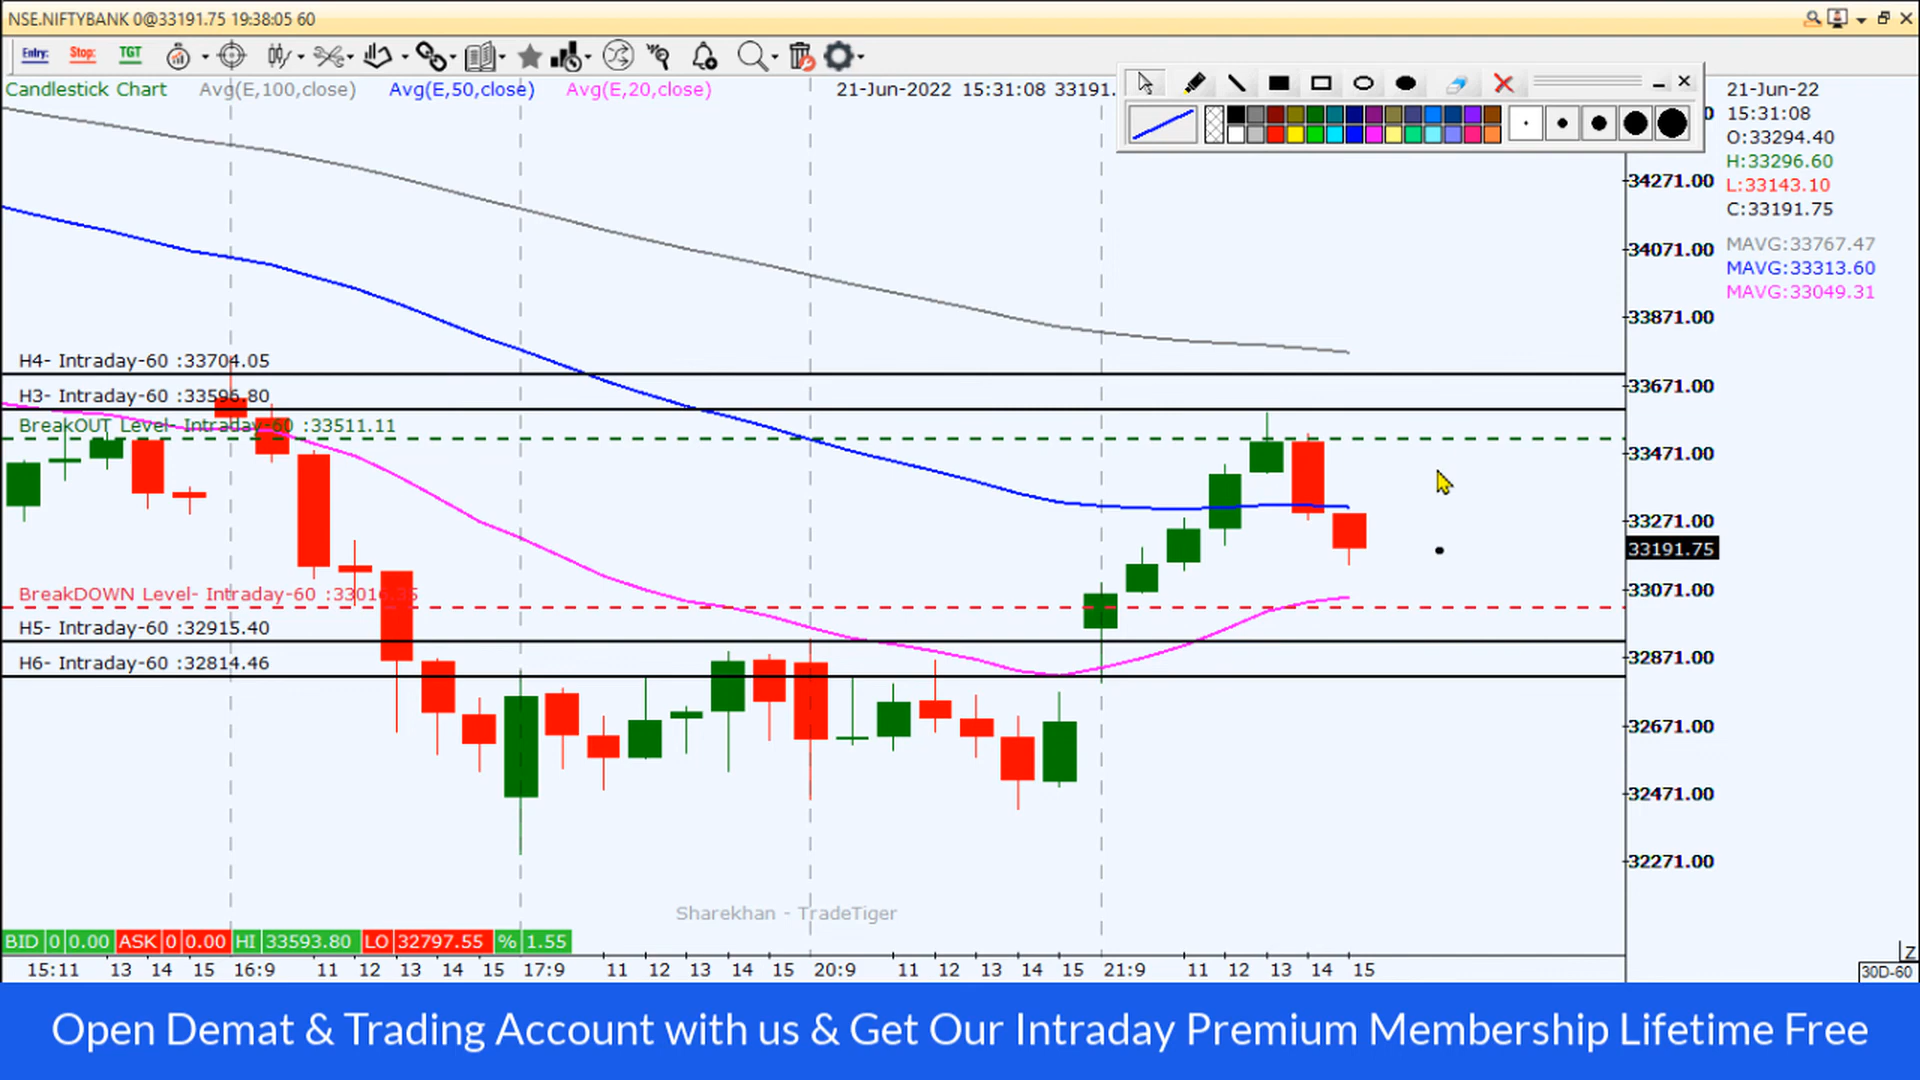 NSE.NIFTYBANK 0@33191.75 19:38:05 60
Entry: Stop: TGT
Candlestick Chart Avg(E,100,close) Avg(E,50,close) Avg(E,20,close) 21-Jun-2022 15:31:08 33191.
21-Jun-22
15:31:08
O:33294.40
H:33296.60
L:33143.10
C:33191.75
MAVG:33767.47
MAVG:33313.60
MAVG:33049.31
34271.00
34071.00
33871.00
33671.00
33471.00
33271.00
33191.75
33071.00
32871.00
32671.00
32471.00
32271.00
H4- Intraday-60 :33704.05
H3- Intraday-60 :33596.80
BreakOUT Level- Intraday-60 :33511.11
BreakDOWN Level- Intraday-60 :33016.35
H5- Intraday-60 :32915.40
H6- Intraday-60 :32814.46
Sharekhan - TradeTiger
BID 0 0.00 ASK 0 0.00 HI 33593.80 LO 32797.55 % 1.55
15:11 13 14 15 16:9 11 12 13 14 15 17:9 11 12 13 14 15 20:9 11 12 13 14 15 21:9 11 12 13 14 15
Z
30D-60
Open Demat & Trading Account with us & Get Our Intraday Premium Membership Lifetime Free